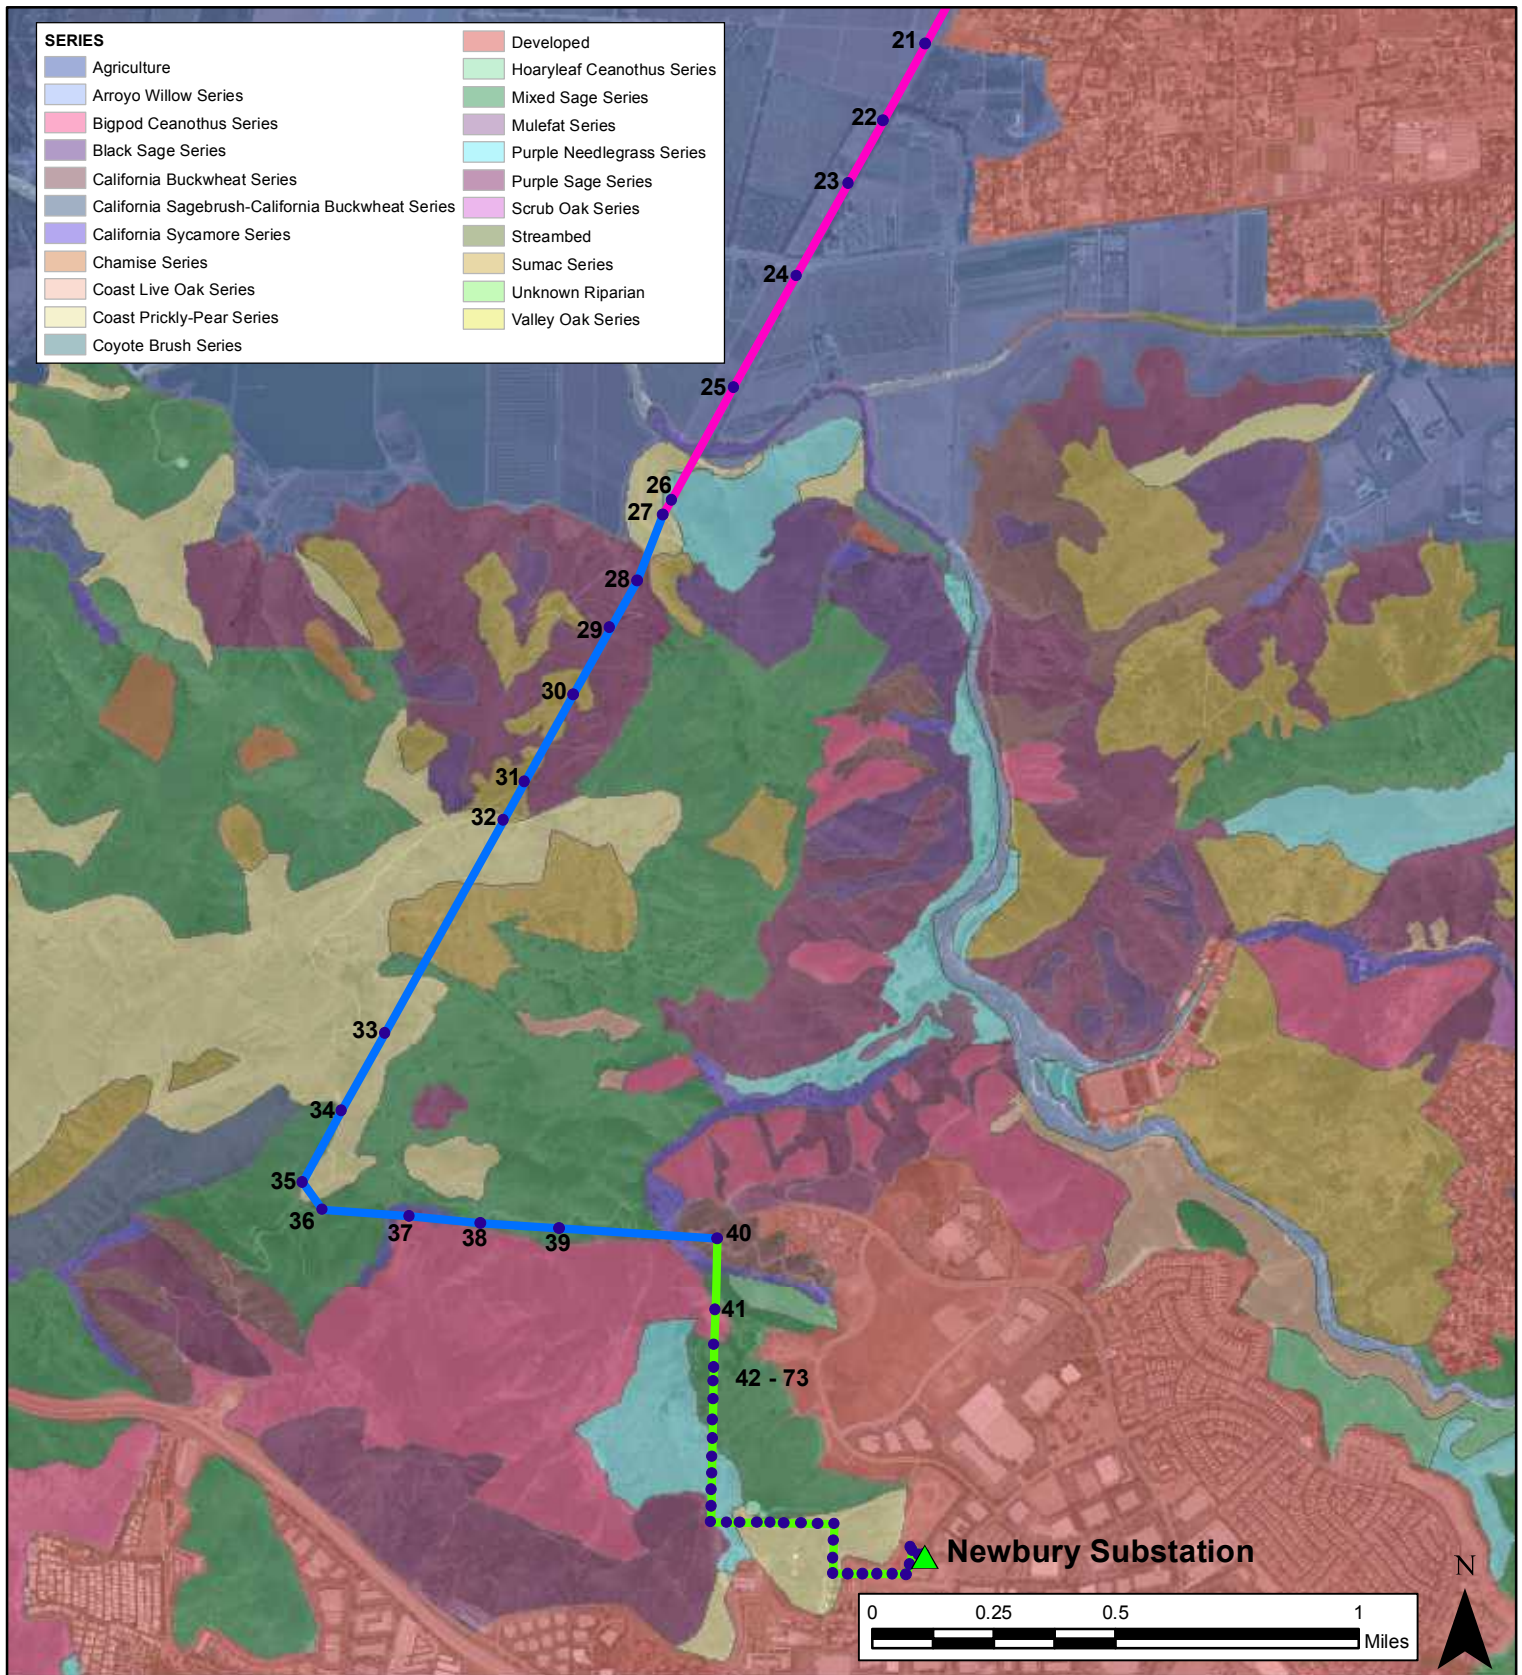 SERIES
Agriculture
Arroyo Willow Series
Bigpod Ceanothus Series
Black Sage Series
California Buckwheat Series
California Sagebrush-California Buckwheat Series
California Sycamore Series
Chamise Series
Coast Live Oak Series
Coast Prickly-Pear Series
Coyote Brush Series
Developed
Hoaryleaf Ceanothus Series
Mixed Sage Series
Mulefat Series
Purple Needlegrass Series
Purple Sage Series
Scrub Oak Series
Streambed
Sumac Series
Unknown Riparian
Valley Oak Series
21
22
23
24
25
26
27
28
29
30
31
32
33
34
35
36
37
38
39
40
41
42 - 73
Newbury Substation
N
0 0.25 0.5 1
Miles